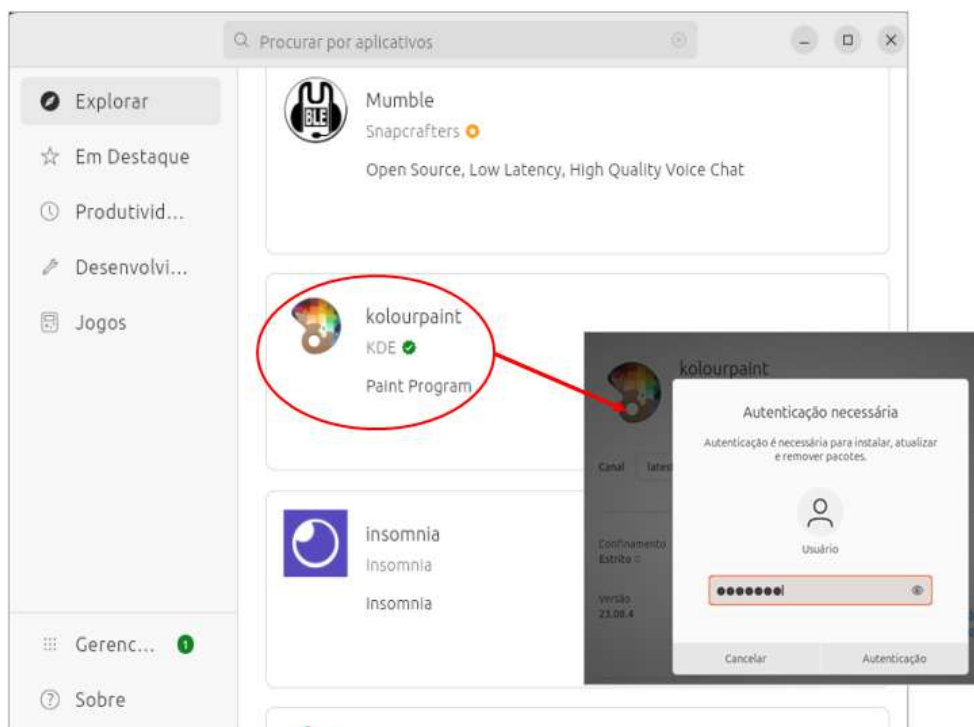 Procurar por aplicativos
Explorar
Em Destaque
Produtivid...
Desenvolvi...
Jogos
Gerenc... 1
Sobre
BLE
Mumble
Snapcrafters
Open Source, Low Latency, High Quality Voice Chat
kolourpaint
KDE
Paint Program
insomnia
Insomnia
Insomnia
kolourpaint
Canal lates
Confinamento
Estrito
Versão
23.08.4
Autenticação necessária
Autenticação é necessária para instalar, atualizar
e remover pacotes.
Usuário
Cancelar Autenticação